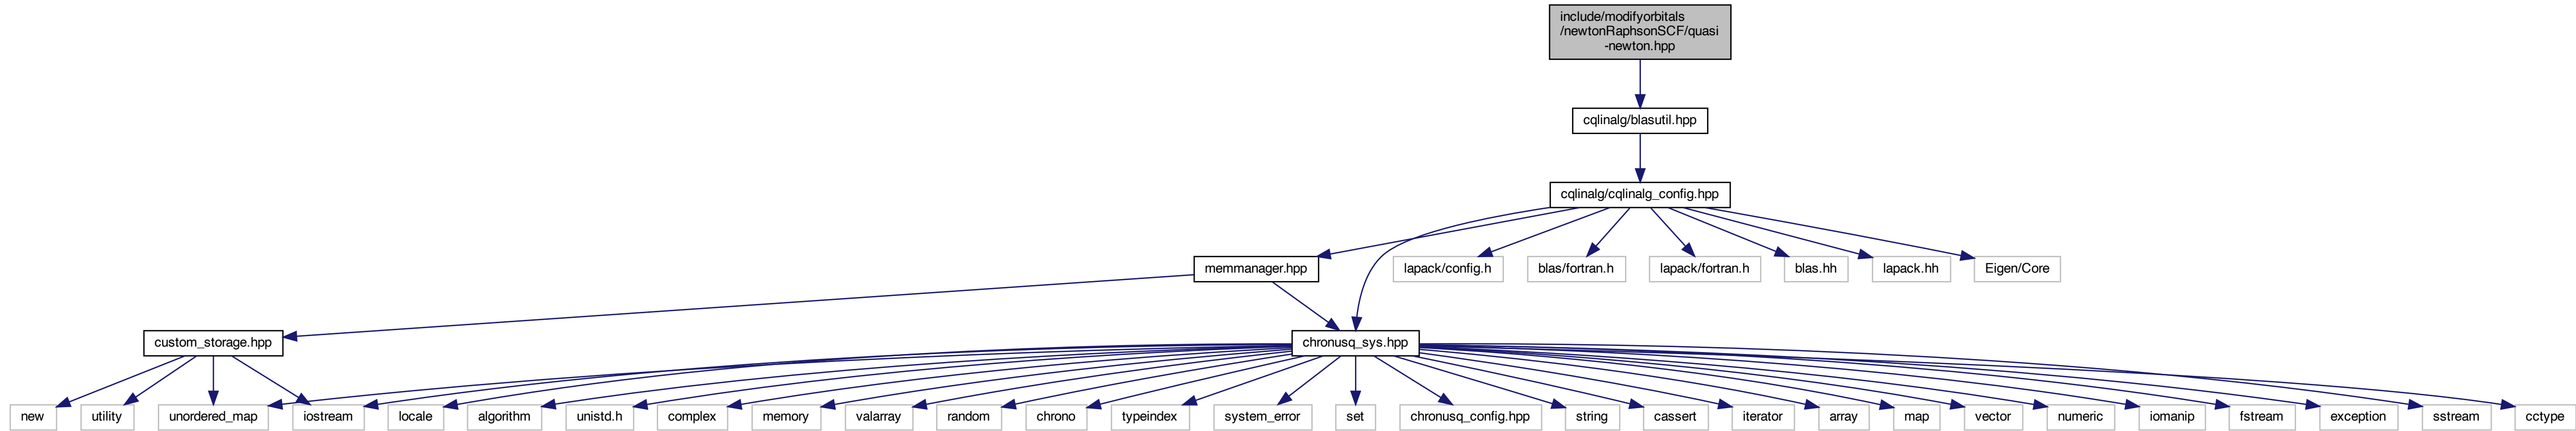 include/modifyorbitals
/newtonRaphsonSCF/quasi
-newton.hpp
cqlinalg/blasutil.hpp
cqlinalg/cqlinalg_config.hpp
memmanager.hpp
lapack/config.h
blas/fortran.h
lapack/fortran.h
blas.hh
lapack.hh
Eigen/Core
custom_storage.hpp
chronusq_sys.hpp
new
utility
unordered_map
iostream
locale
algorithm
unistd.h
complex
memory
valarray
random
chrono
typeindex
system_error
set
chronusq_config.hpp
string
cassert
iterator
array
map
vector
numeric
iomanip
fstream
exception
sstream
cctype